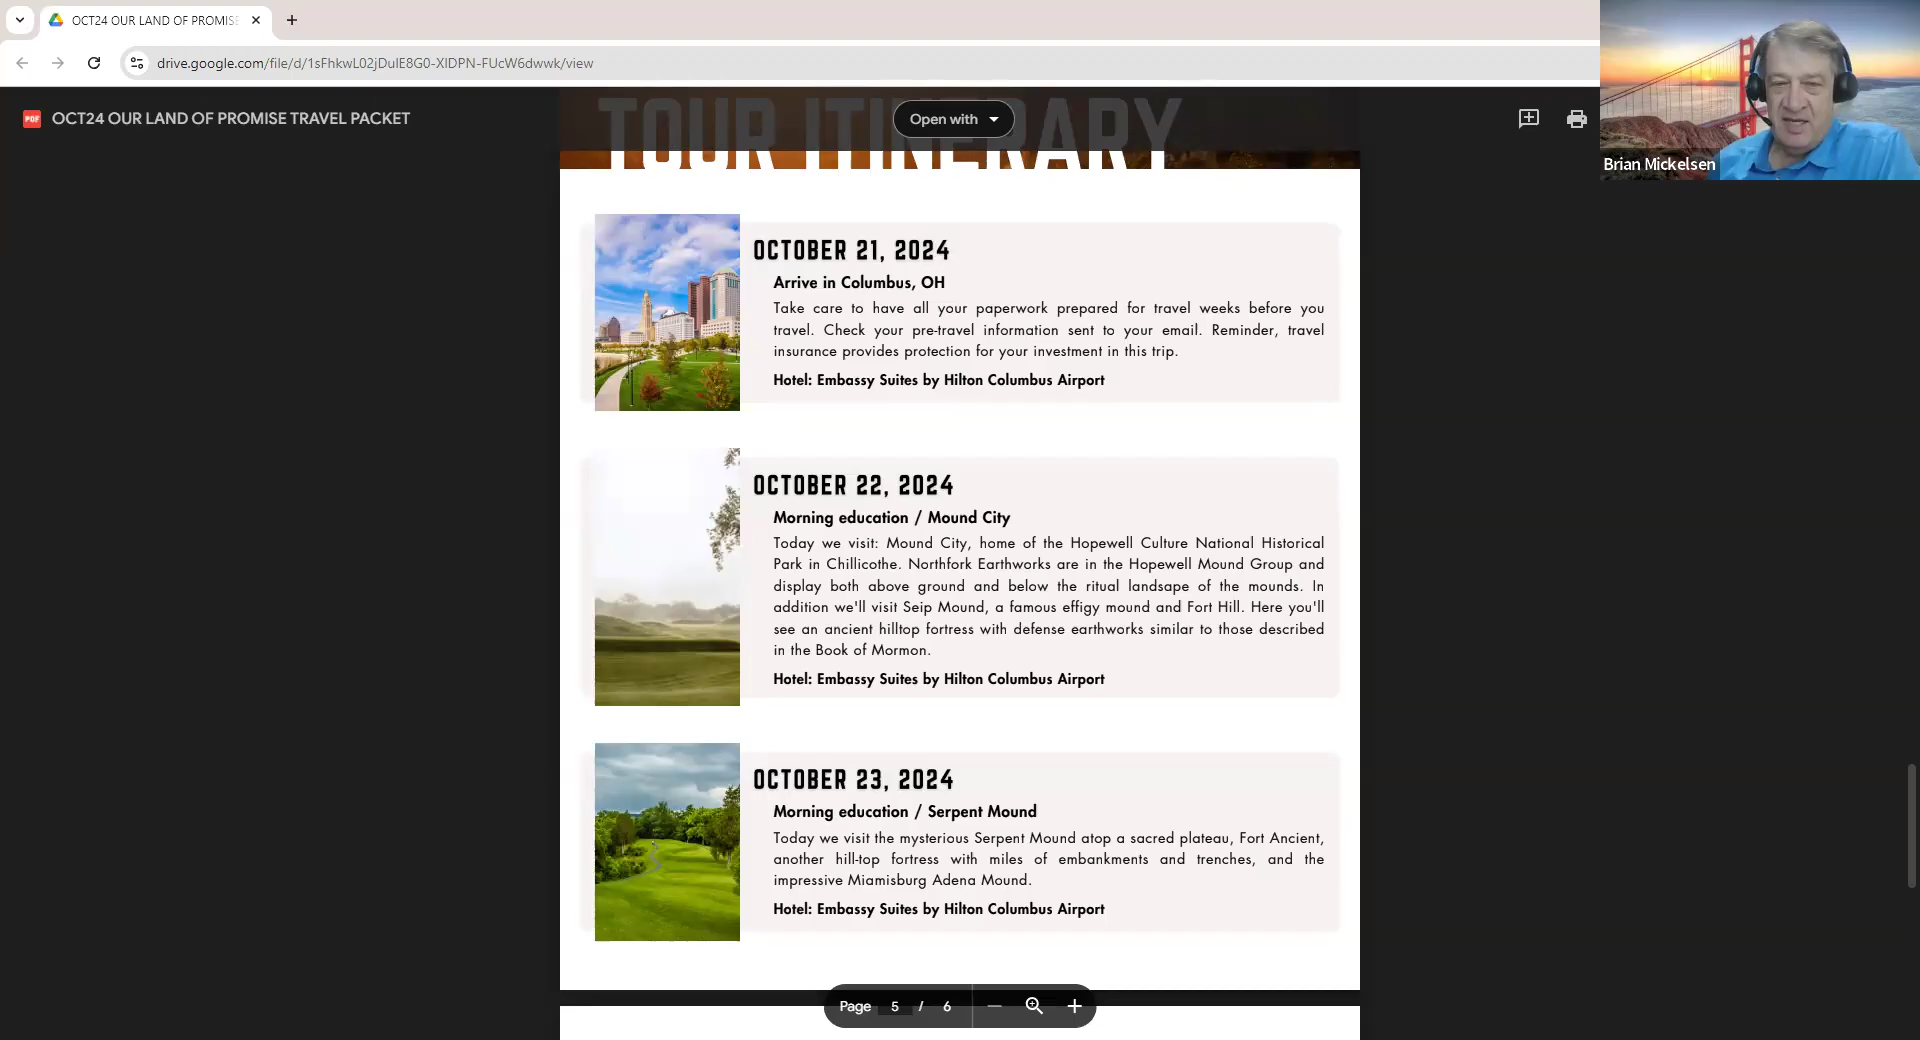 OCT24 OUR LAND OF PROMISE
drive.google.com/file/d/1sFhkwL02jDulE8G0-XIDPN-FUcW6dwwk/view
PDF
OCT24 OUR LAND OF PROMISE TRAVEL PACKET
Open with
Brian Mickelsen
TOUR ITINERARY
OCTOBER 21, 2024
Arrive in Columbus, OH
Take care to have all your paperwork prepared for travel weeks before you
travel. Check your pre-travel information sent to your email. Reminder, travel
insurance provides protection for your investment in this trip.
Hotel: Embassy Suites by Hilton Columbus Airport
OCTOBER 22, 2024
Morning education / Mound City
Today we visit: Mound City, home of the Hopewell Culture National Historical
Park in Chillicothe. Northfork Earthworks are in the Hopewell Mound Group and
display both above ground and below the ritual landsape of the mounds. In
addition we'll visit Seip Mound, a famous effigy mound and Fort Hill. Here you'll
see an ancient hilltop fortress with defense earthworks similar to those described
in the Book of Mormon.
Hotel: Embassy Suites by Hilton Columbus Airport
OCTOBER 23, 2024
Morning education / Serpent Mound
Today we visit the mysterious Serpent Mound atop a sacred plateau, Fort Ancient,
another hill-top fortress with miles of embankments and trenches, and the
impressive Miamisburg Adena Mound.
Hotel: Embassy Suites by Hilton Columbus Airport
Page 5 / 6